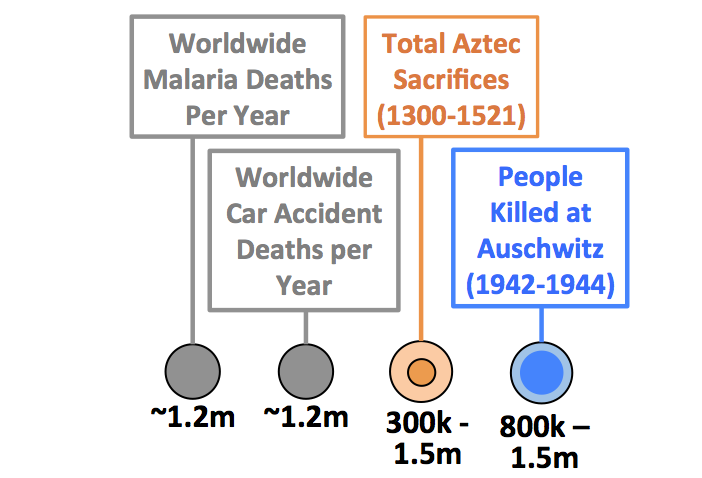 Worldwide
Malaria Deaths
Per Year
Total Aztec
Sacrifices
(1300-1521)
Worldwide
Car Accident
Deaths per
Year
People
Killed at
Auschwitz
(1942-1944)
~1.2m
~1.2m
300k -
1.5m
800k –
1.5m